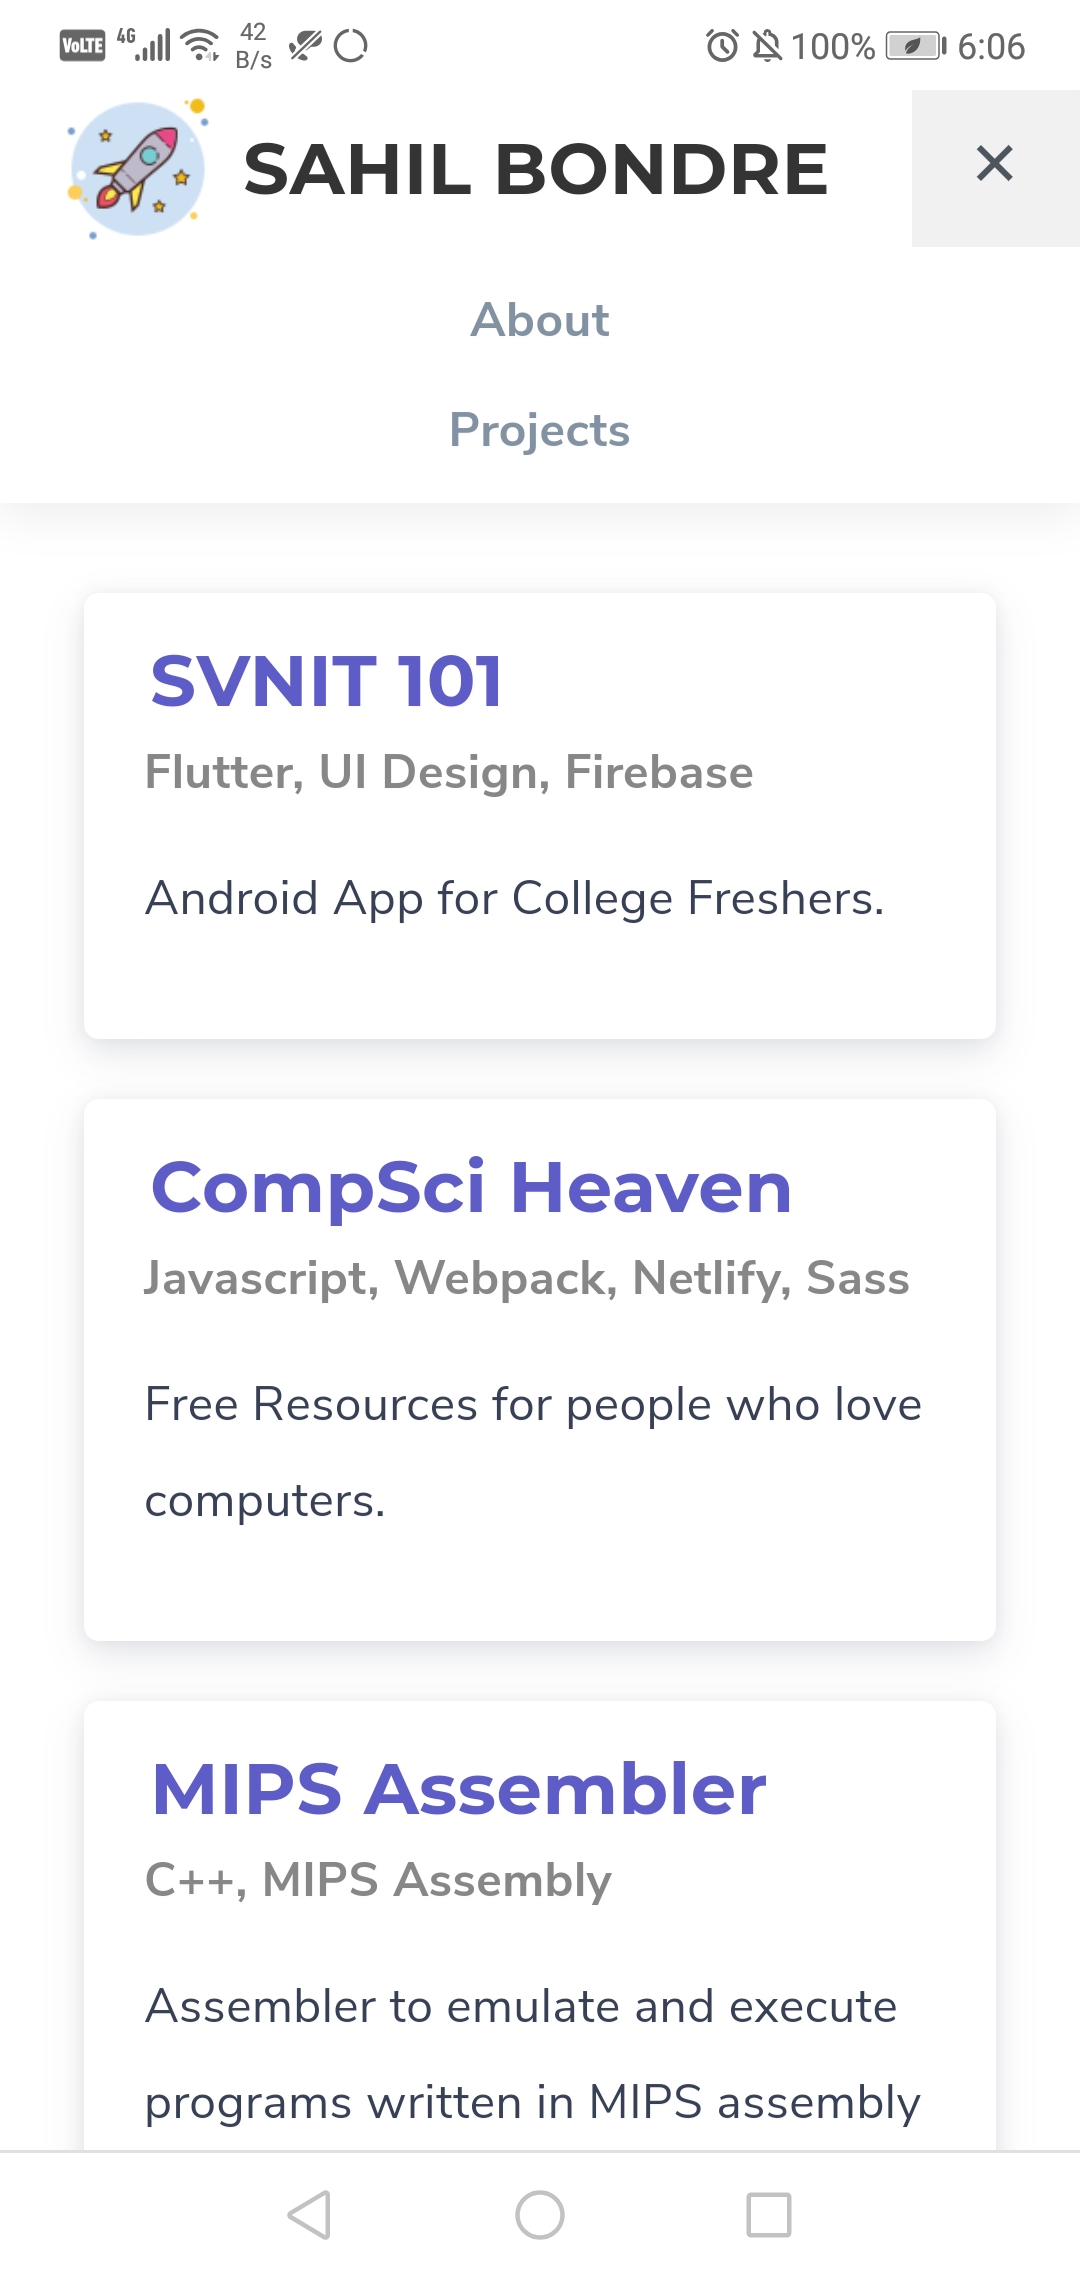 VoLTE 4G 42 B/s 100% 6:06
SAHIL BONDRE
About
Projects
SVNIT 101
Flutter, UI Design, Firebase
Android App for College Freshers.
CompSci Heaven
Javascript, Webpack, Netlify, Sass
Free Resources for people who love
computers.
MIPS Assembler
C++, MIPS Assembly
Assembler to emulate and execute
programs written in MIPS assembly